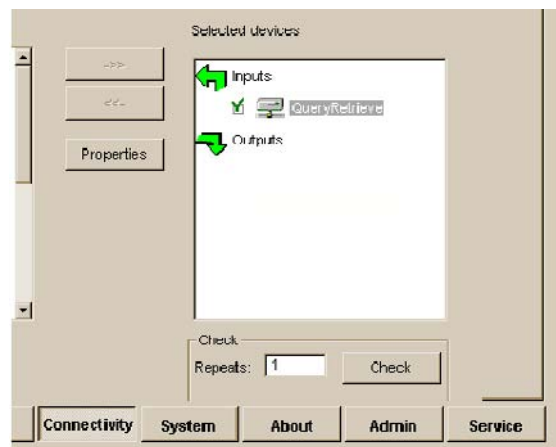 Selected devices
->>
<<-
Properties
Inputs
QueryRetrieve
Outputs
Check
Repeats: 1 Check
Connectivity System About Admin Service